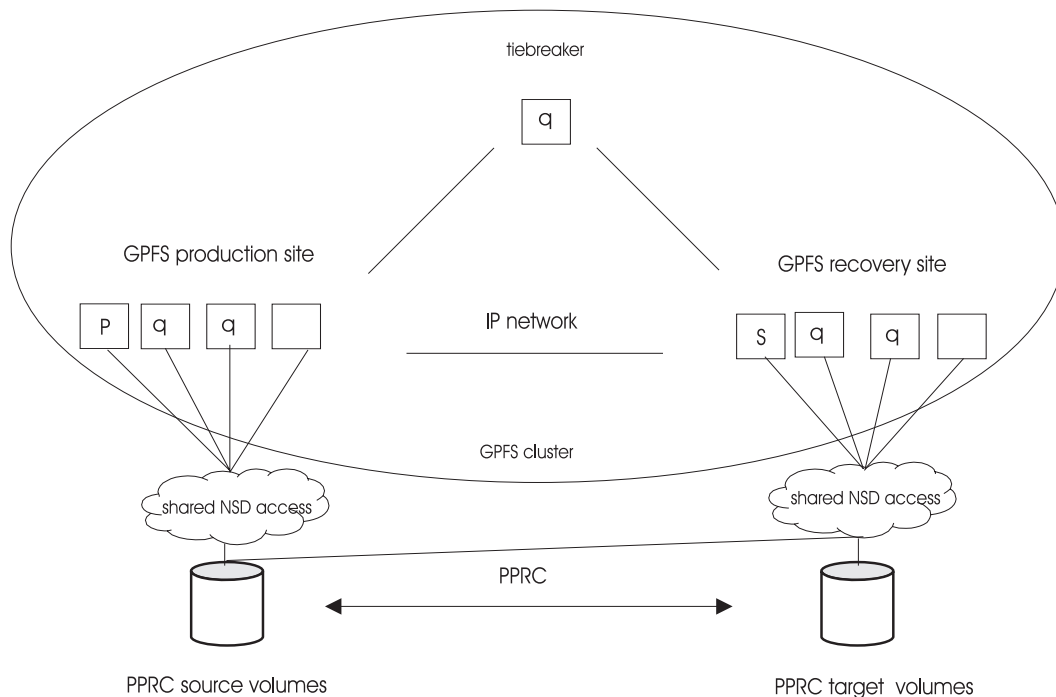 tiebreaker
q
GPFS production site
GPFS recovery site
P q q
IP network
S q q
GPFS cluster
shared NSD access
shared NSD access
PPRC
PPRC source volumes
PPRC target volumes